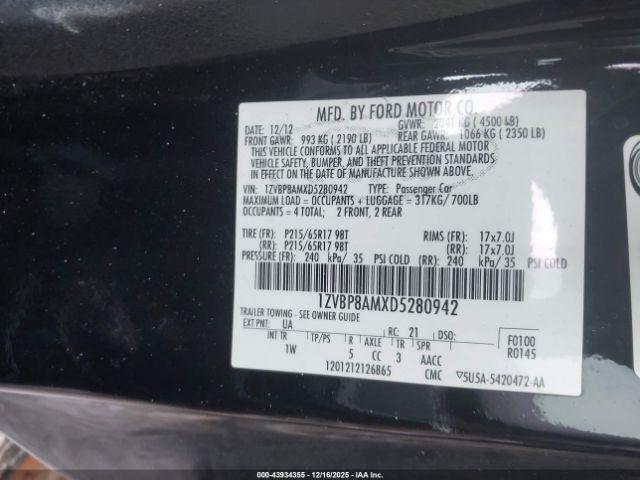 MFD. BY FORD MOTOR CO.
12/12 GVWR: 2041 KG ( 4500 LB)
FRONT GAWR: 993 KG ( 2190 LB) REAR GAWR: 1066 KG ( 2350 LB)
THIS VEHICLE CONFORMS TO ALL APPLICABLE FEDERAL MOTOR
VEHICLE SAFETY, BUMPER, AND THEFT PREVENTION STANDARDS
IN EFFECT ON THE DATE OF MANUFACTURE SHOWN ABOVE.
1ZVBP8AMXD5280942 TYPE: Passenger Car
MAXIMUM LOAD = OCCUPANTS + LUGGAGE = 317KG/ 700LB
OCCUPANTS = 4 TOTAL; 2 FRONT, 2 REAR
TIRE (FR): P215/65R17 98T RIMS (FR): 17x7.0J
(RR): P215/65R17 98T (RR): 17x7.0J
PRESSURE (FR): 240 kPa/ 35 PSI COLD (RR): 240 kPa/ 35 PSI COLD
1ZVBP8AMXD5280942
TRAILER TOWING - SEE OWNER GUIDE
EXT PNT: UA RC: 21 DSO: F0100
INT TR TP/PS R AXLE TR SPR R0145
1W 5 CC 3 AACC
1201212126865 CMC ▽5U5A-5420472-AA
000-43934355 | 12/16/2025 - Copyright © 2025 IAA, Inc. All Rights Reserved.